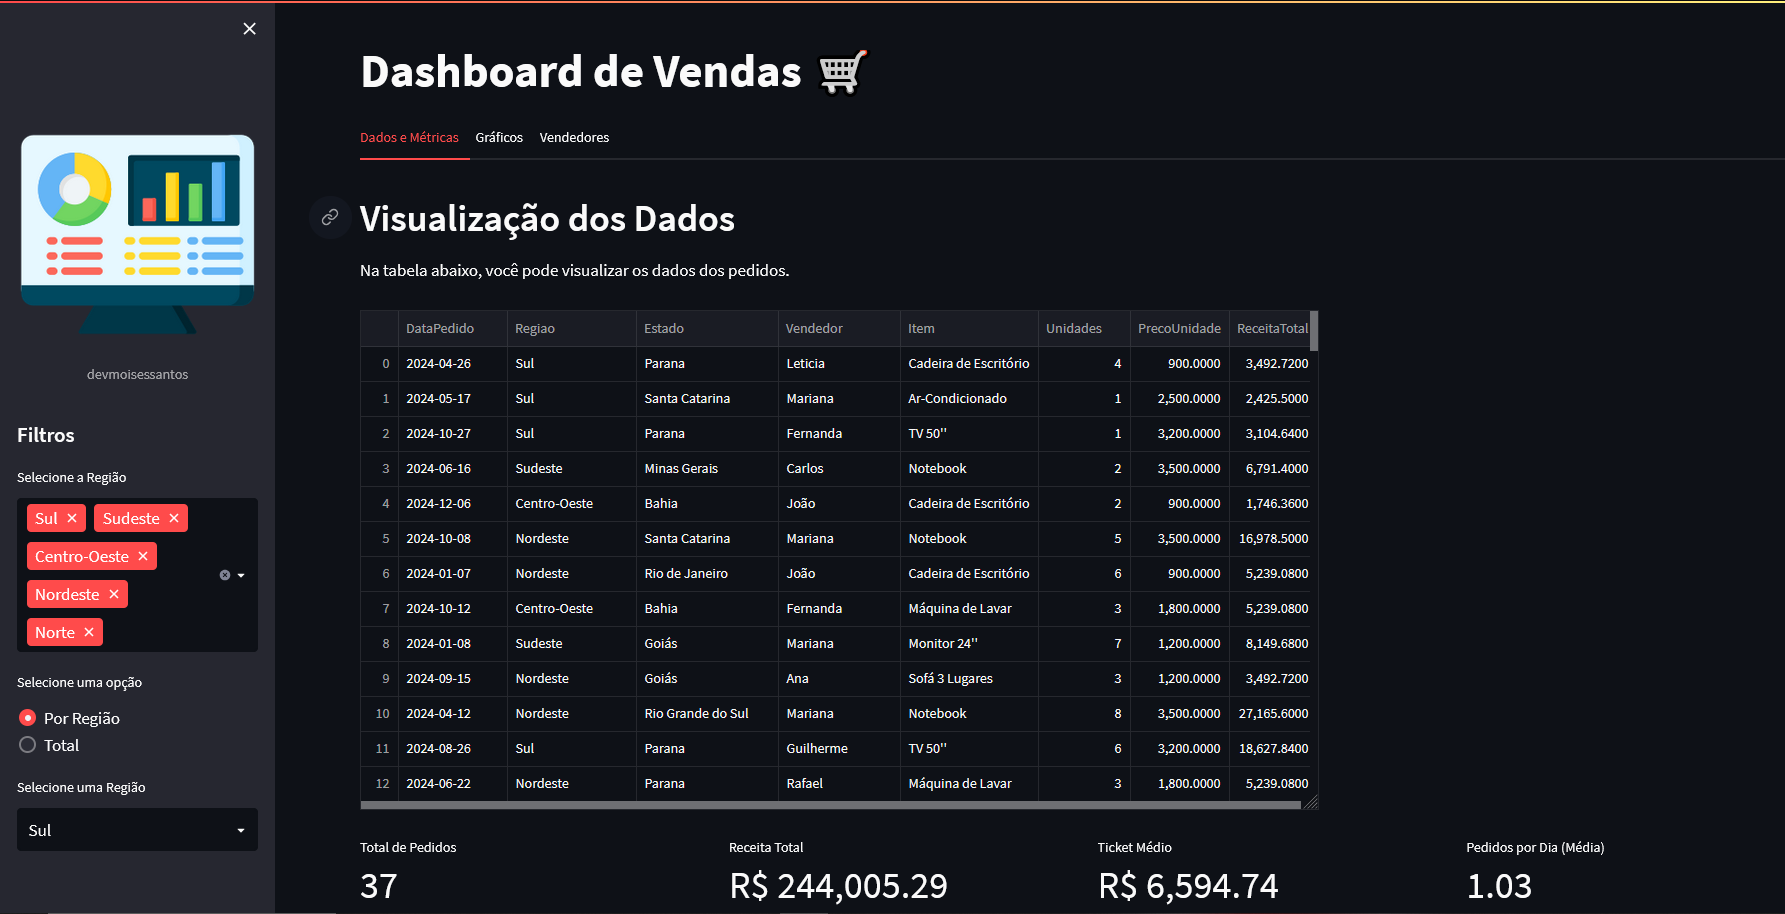 Dashboard de Vendas
Dados e Métricas Gráficos Vendedores
Visualização dos Dados
Na tabela abaixo, você pode visualizar os dados dos pedidos.
DataPedido Regiao Estado Vendedor Item Unidades PrecoUnidade ReceitaTotal
0 2024-04-26 Sul Parana Leticia Cadeira de Escritório 4 900.0000 3,492.7200
1 2024-05-17 Sul Santa Catarina Mariana Ar-Condicionado 1 2,500.0000 2,425.5000
2 2024-10-27 Sul Parana Fernanda TV 50'' 1 3,200.0000 3,104.6400
3 2024-06-16 Sudeste Minas Gerais Carlos Notebook 2 3,500.0000 6,791.4000
4 2024-12-06 Centro-Oeste Bahia João Cadeira de Escritório 2 900.0000 1,746.3600
5 2024-10-08 Nordeste Santa Catarina Mariana Notebook 5 3,500.0000 16,978.5000
6 2024-01-07 Nordeste Rio de Janeiro João Cadeira de Escritório 6 900.0000 5,239.0800
7 2024-10-12 Centro-Oeste Bahia Fernanda Máquina de Lavar 3 1,800.0000 5,239.0800
8 2024-01-08 Sudeste Goiás Mariana Monitor 24'' 7 1,200.0000 8,149.6800
9 2024-09-15 Nordeste Goiás Ana Sofá 3 Lugares 3 1,200.0000 3,492.7200
10 2024-04-12 Nordeste Rio Grande do Sul Mariana Notebook 8 3,500.0000 27,165.6000
11 2024-08-26 Sul Parana Guilherme TV 50'' 6 3,200.0000 18,627.8400
12 2024-06-22 Nordeste Parana Rafael Máquina de Lavar 3 1,800.0000 5,239.0800
Total de Pedidos Receita Total Ticket Médio Pedidos por Dia (Média)
37 R$ 244,005.29 R$ 6,594.74 1.03
devmoisessantos
Filtros
Selecione a Região
Sul Sudeste
Centro-Oeste
Nordeste
Norte
Selecione uma opção
Por Região
Total
Selecione uma Região
Sul